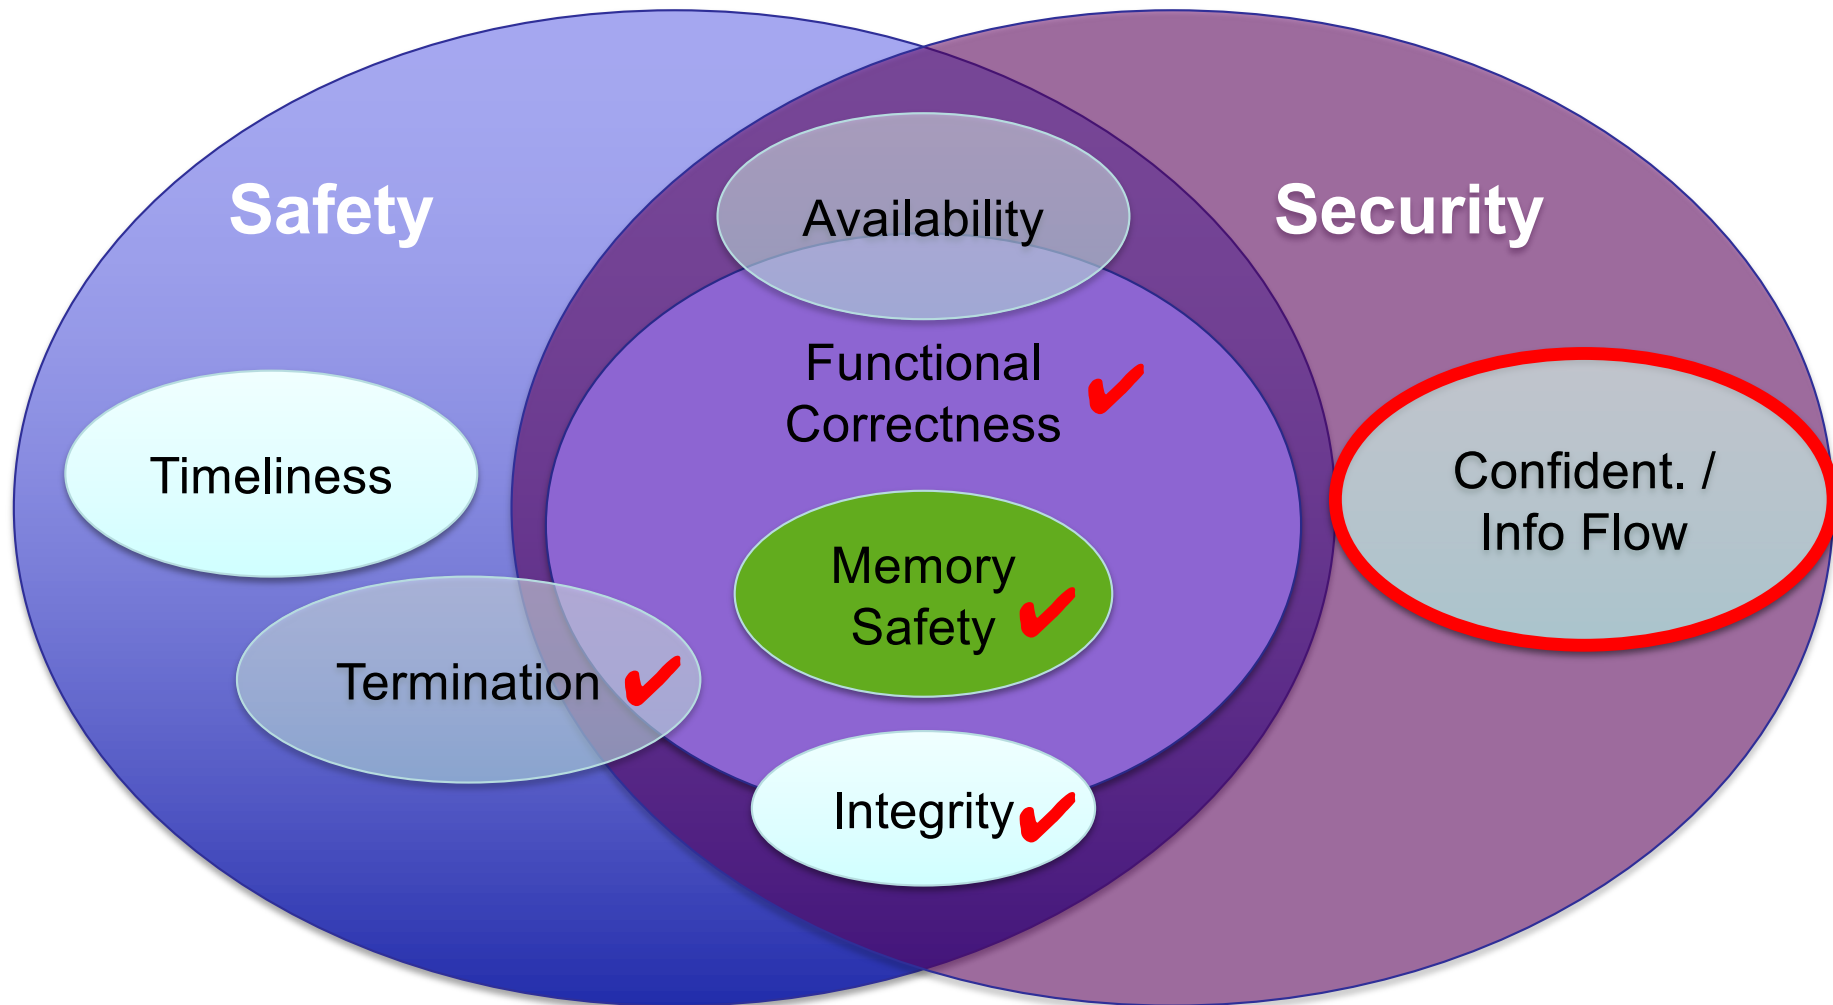 Safety
Security
Availability
Functional
Correctness
Timeliness
Confident. /
Info Flow
Memory
Safety
Termination
Integrity